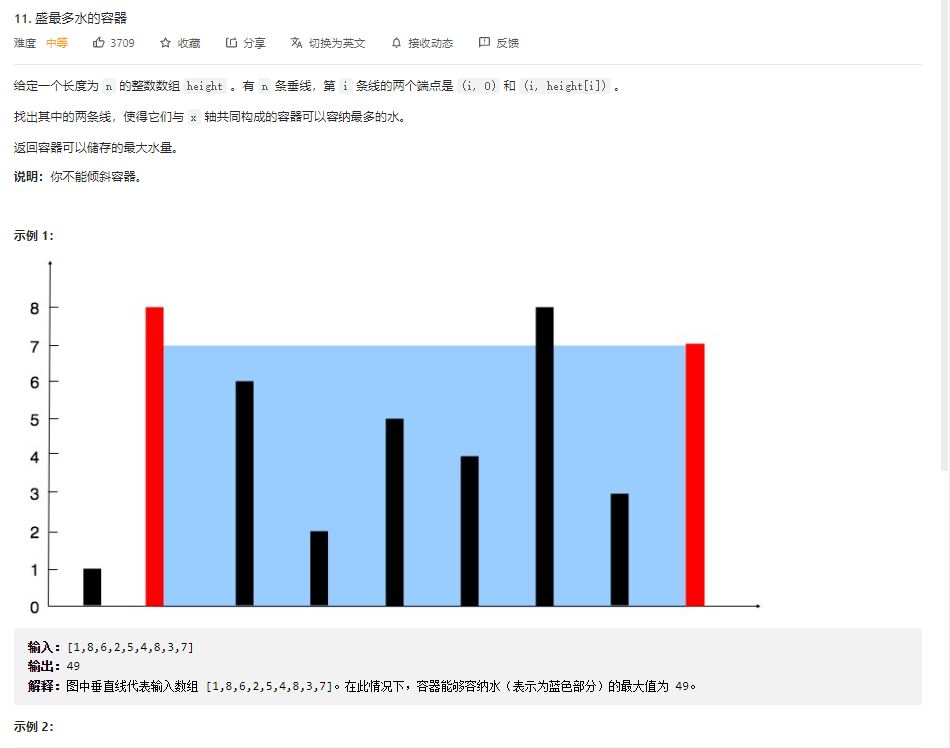 11. 盛最多水的容器
难度 中等 3709 收藏 分享 切换为英文 接收动态 反馈
给定一个长度为 n 的整数数组 height 。有 n 条垂线，第 i 条线的两个端点是 (i, 0) 和 (i, height[i]) 。
找出其中的两条线，使得它们与 x 轴共同构成的容器可以容纳最多的水。
返回容器可以储存的最大水量。
说明：你不能倾斜容器。
示例 1：
8
7
6
5
4
3
2
1
0
输入：[1,8,6,2,5,4,8,3,7]
输出：49
解释：图中垂直线代表输入数组 [1,8,6,2,5,4,8,3,7]。在此情况下，容器能够容纳水（表示为蓝色部分）的最大值为 49。
示例 2：